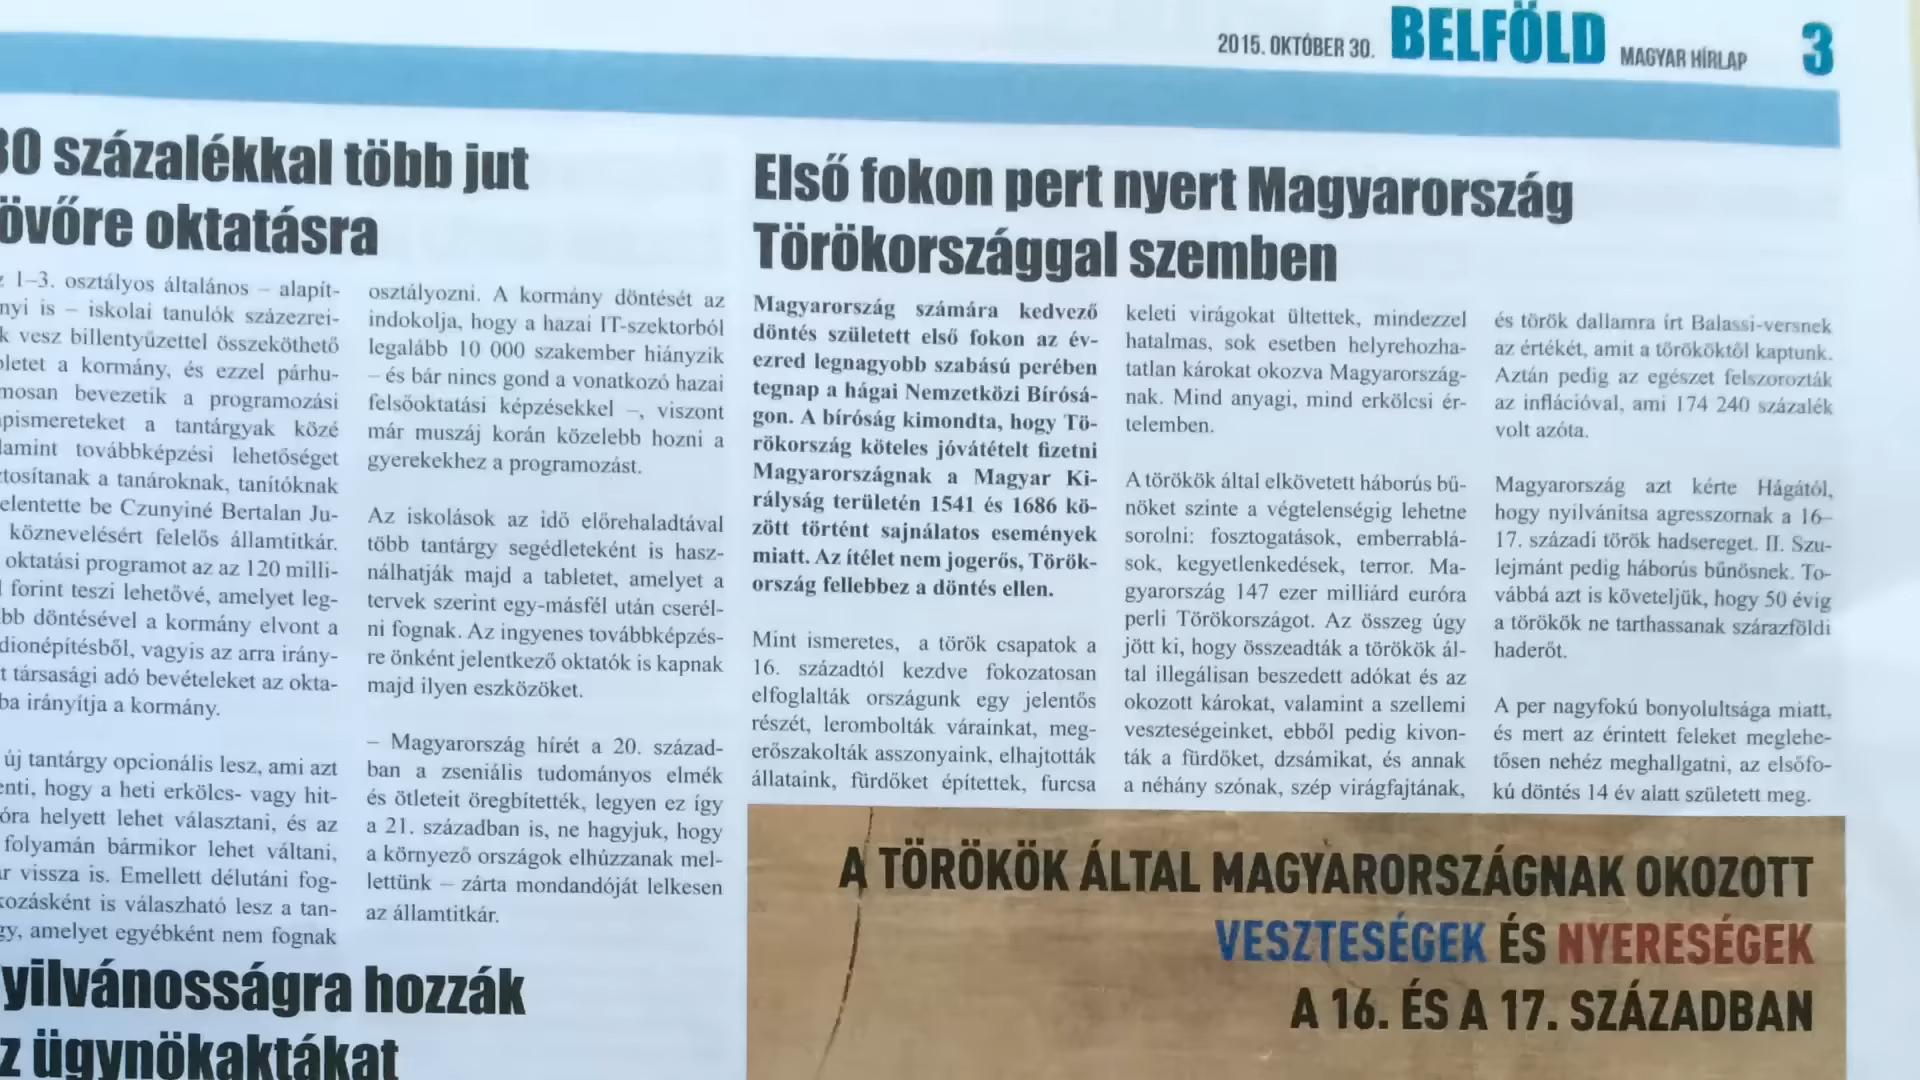 2015. OKTÓBER 30. BELFÖLD MAGYAR HÍRLAP 3
30 százalékkal több jut
övőre oktatásra
1–3. osztályos általános – alapít-
nyi is – iskolai tanulók százezrei-
k vesz billentyűzettel összeköthető
bletet a kormány, és ezzel párhu-
mosan bevezetik a programozási
pismereteket a tantárgyak közé
lamint továbbképzési lehetőséget
tosítanak a tanároknak, tanítóknak
elentette be Czunyiné Bertalan Ju-
köznevelésért felelős államtitkár.
oktatási programot az az 120 milli-
forint teszi lehetővé, amelyet leg-
bb döntésével a kormány elvont a
dionépítésből, vagyis az arra irány-
t társasági adó bevételeket az okta-
ba irányítja a kormány.
új tantárgy opcionális lesz, ami azt
enti, hogy a heti erkölcs- vagy hit-
óra helyett lehet választani, és az
folyamán bármikor lehet váltani,
r vissza is. Emellett délutáni fog-
kozásként is válaszható lesz a tan-
gy, amelyet egyébként nem fognak
osztályozni. A kormány döntését az
indokolja, hogy a hazai IT-szektorból
legalább 10 000 szakember hiányzik
– és bár nincs gond a vonatkozó hazai
felsőoktatási képzésekkel –, viszont
már muszáj korán közelebb hozni a
gyerekekhez a programozást.
Az iskolások az idő előrehaladtával
több tantárgy segédleteként is hasz-
nálhatják majd a tabletet, amelyet a
tervek szerint egy-másfél után cserél-
ni fognak. Az ingyenes továbbképzés-
re önként jelentkező oktatók is kapnak
majd ilyen eszközöket.
– Magyarország hírét a 20. század-
ban a zseniális tudományos elmék
és ötleteit öregbítették, legyen ez így
a 21. században is, ne hagyjuk, hogy
a környező országok elhúzzanak mel-
lettünk – zárta mondandóját lelkesen
az államtitkár.
yilvánosságra hozzák
z ügynökaktákat
Első fokon pert nyert Magyarország
Törökországgal szemben
Magyarország számára kedvező
döntés született első fokon az év-
ezred legnagyobb szabású perében
tegnap a hágai Nemzetközi Bírósá-
gon. A bíróság kimondta, hogy Tö-
rökország köteles jóvátételt fizetni
Magyarországnak a Magyar Ki-
rályság területén 1541 és 1686 kö-
zött történt sajnálatos események
miatt. Az ítélet nem jogerős, Török-
ország fellebbez a döntés ellen.
Mint ismeretes, a török csapatok a
16. századtól kezdve fokozatosan
elfoglalták országunk egy jelentős
részét, lerombolták várainkat, meg-
erőszakolták asszonyaink, elhajtották
állataink, fürdőket építettek, furcsa
keleti virágokat ültettek, mindezzel
hatalmas, sok esetben helyrehozha-
tatlan károkat okozva Magyarország-
nak. Mind anyagi, mind erkölcsi ér-
telemben.
A törökök által elkövetett háborús bű-
nöket szinte a végtelenségig lehetne
sorolni: fosztogatások, emberrablá-
sok, kegyetlenkedések, terror. Ma-
gyarország 147 ezer milliárd euróra
perli Törökországot. Az összeg úgy
jött ki, hogy összeadták a törökök ál-
tal illegálisan beszedett adókat és az
okozott károkat, valamint a szellemi
veszteségeinket, ebből pedig kivon-
ták a fürdőket, dzsámikat, és annak
a néhány szónak, szép virágfajtának,
és török dallamra írt Balassi-versnek
az értékét, amit a törököktől kaptunk.
Aztán pedig az egészet felszorozták
az inflációval, ami 174 240 százalék
volt azóta.
Magyarország azt kérte Hágától,
hogy nyilvánítsa agresszornak a 16–
17. századi török hadsereget. II. Szu-
lejmánt pedig háborús bűnösnek. To-
vábbá azt is követeljük, hogy 50 évig
a törökök ne tarthassanak szárazföldi
haderőt.
A per nagyfokú bonyolultsága miatt,
és mert az érintett feleket meglehe-
tősen nehéz meghallgatni, az elsőfo-
kú döntés 14 év alatt született meg.
A TÖRÖKÖK ÁLTAL MAGYARORSZÁGNAK OKOZOTT
VESZTESÉGEK ÉS NYERESÉGEK
A 16. ÉS A 17. SZÁZADBAN